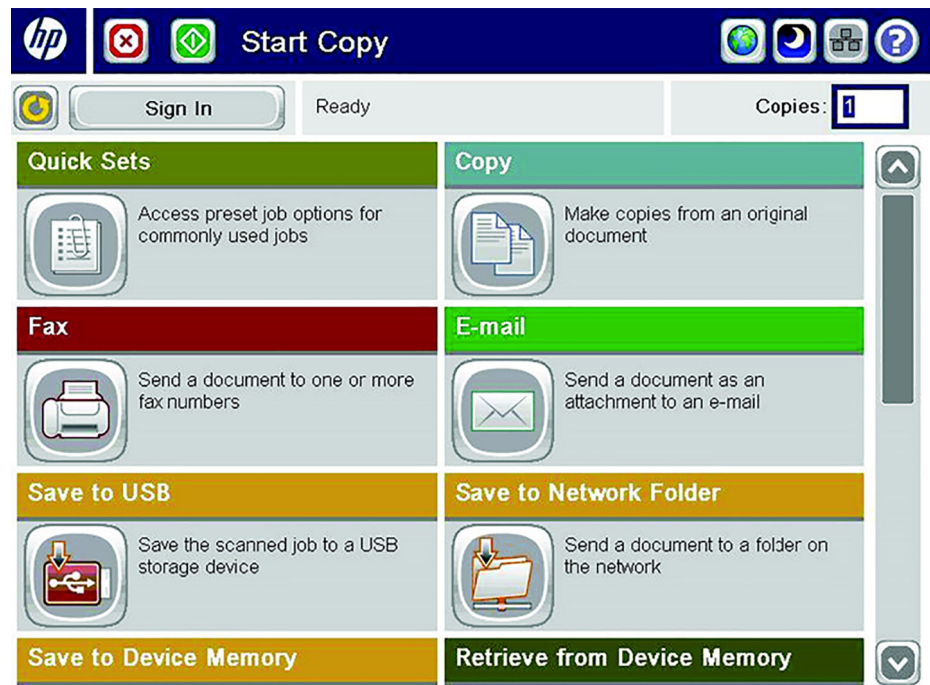 hp
Start Copy
?
Sign In
Ready
Copies: 1
Quick Sets
Copy
Access preset job options for
commonly used jobs
Make copies from an original
document
Fax
E-mail
Send a document to one or more
fax numbers
Send a document as an
attachment to an e-mail
Save to USB
Save to Network Folder
Save the scanned job to a USB
storage device
Send a document to a folder on
the network
Save to Device Memory
Retrieve from Device Memory